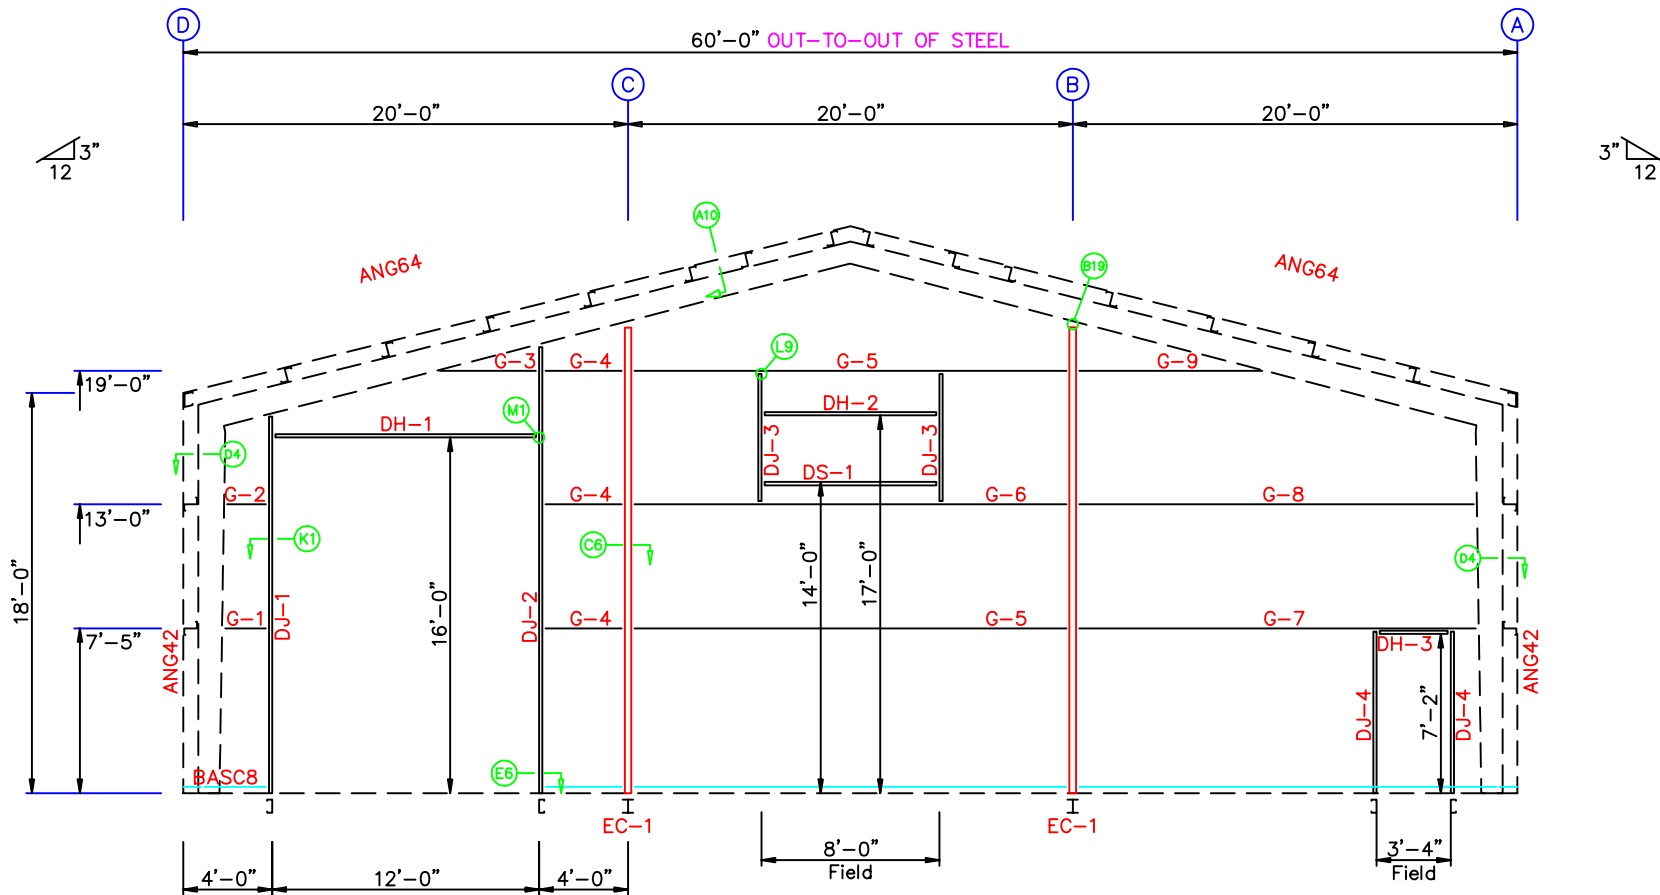 D
A
60'-0" OUT-TO-OUT OF STEEL
C
B
20'-0"
20'-0"
20'-0"
3"
12
3"
12
A10
ANG64
ANG64
B19
L9
G-3
G-4
G-5
G-9
19'-0"
M1
DH-1
DH-2
D4
DJ-3
DJ-3
DS-1
G-2
G-4
G-6
G-8
13'-0"
K1
C6
D4
18'-0"
16'-0"
14'-0"
17'-0"
G-1
DJ-1
DJ-2
G-4
G-5
G-7
7'-5"
DH-3
ANG42
ANG42
DJ-4
7'-2"
DJ-4
BASC8
E6
EC-1
EC-1
8'-0"
Field
3'-4"
Field
4'-0"
12'-0"
4'-0"